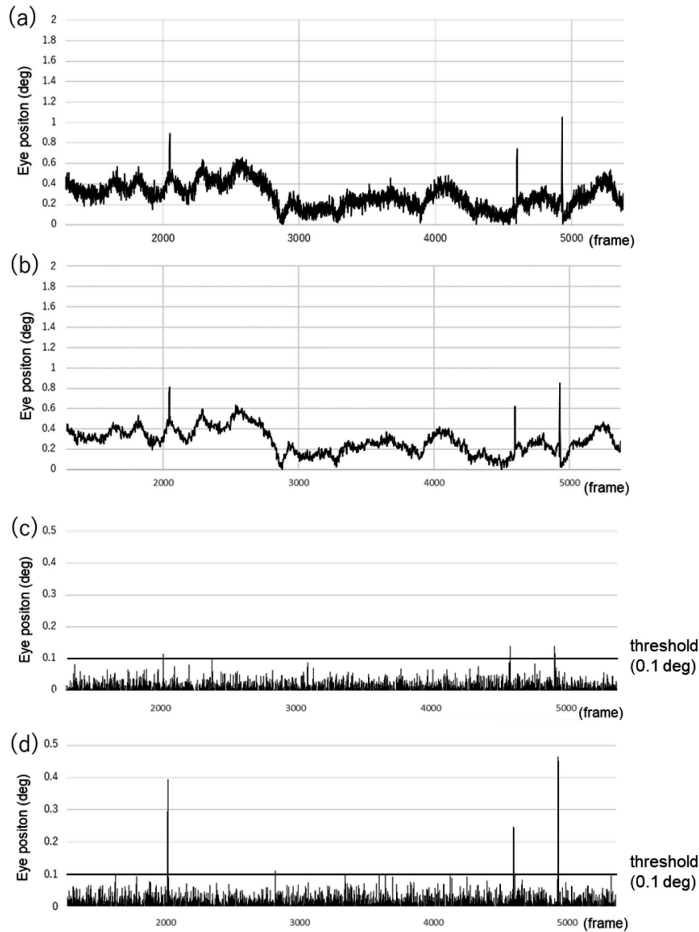 (a)
Eye positon (deg)
2
1.8
1.6
1.4
1.2
1
0.8
0.6
0.4
0.2
0
2000 3000 4000 5000 (frame)
(b)
Eye positon (deg)
2
1.8
1.6
1.4
1.2
1
0.8
0.6
0.4
0.2
0
2000 3000 4000 5000 (frame)
(c)
Eye positon (deg)
0.5
0.4
0.3
0.2
0.1
0
threshold
(0.1 deg)
2000 3000 4000 5000 (frame)
(d)
Eye positon (deg)
0.5
0.4
0.3
0.2
0.1
0
threshold
(0.1 deg)
2000 3000 4000 5000 (frame)